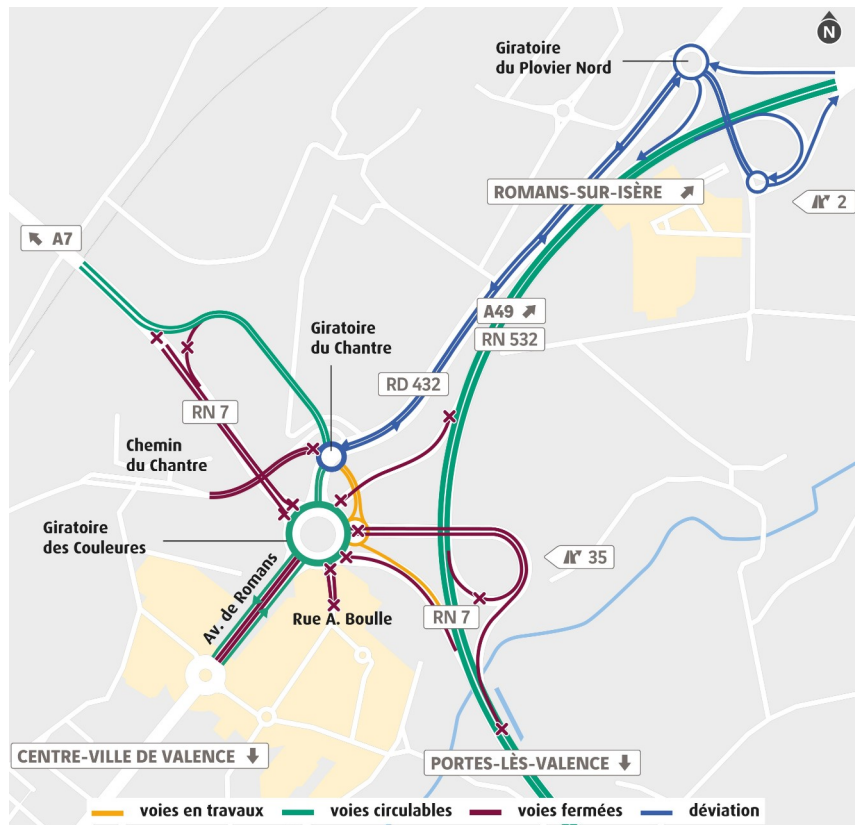 N
Giratoire
du Plovier Nord
ROMANS-SUR-ISÈRE
2
A7
A49
RN 532
Giratoire
du Chantre
RD 432
RN 7
Chemin
du Chantre
Giratoire
des Couleures
35
Av. de Romans
Rue A. Boulle
RN 7
CENTRE-VILLE DE VALENCE
PORTES-LÈS-VALENCE
voies en travaux
voies circulables
voies fermées
déviation